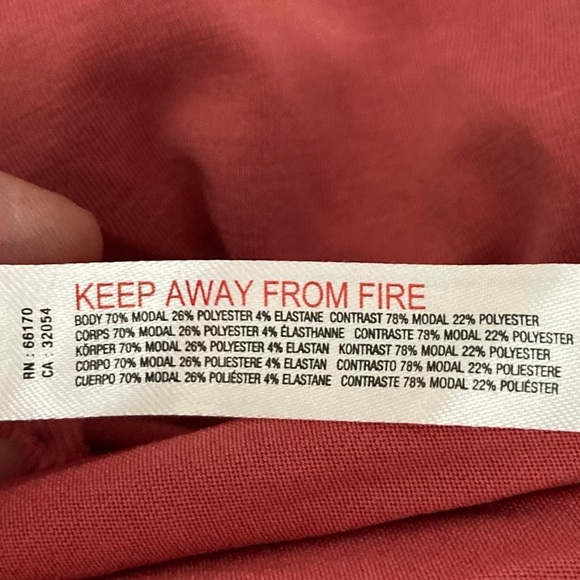 RN : 66170
CA : 32054
KEEP AWAY FROM FIRE
BODY 70% MODAL 26% POLYESTER 4% ELASTANE CONTRAST 78% MODAL 22% POLYESTER
CORPS 70% MODAL 26% POLYESTER 4% ÉLASTHANNE CONTRASTE 78% MODAL 22% POLYESTER
KÖRPER 70% MODAL 26% POLYESTER 4% ELASTAN KONTRAST 78% MODAL 22% POLYESTER
CORPO 70% MODAL 26% POLIESTERE 4% ELASTAN CONTRASTO 78% MODAL 22% POLIESTERE
CUERPO 70% MODAL 26% POLIÉSTER 4% ELASTANE CONTRASTE 78% MODAL 22% POLIÉSTER